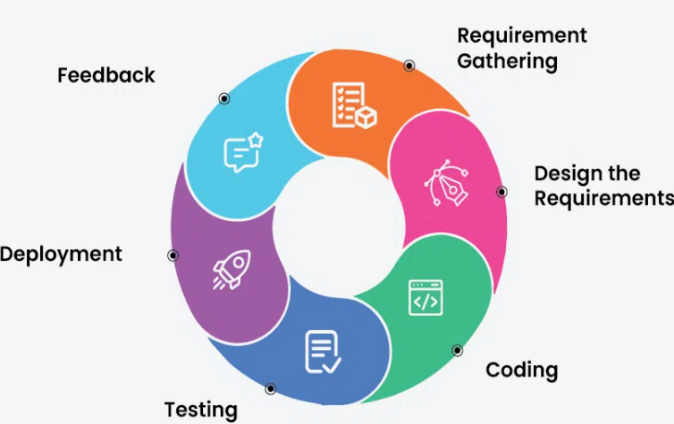 Requirement
Gathering
Design the
Requirements
Coding
Testing
Deployment
Feedback